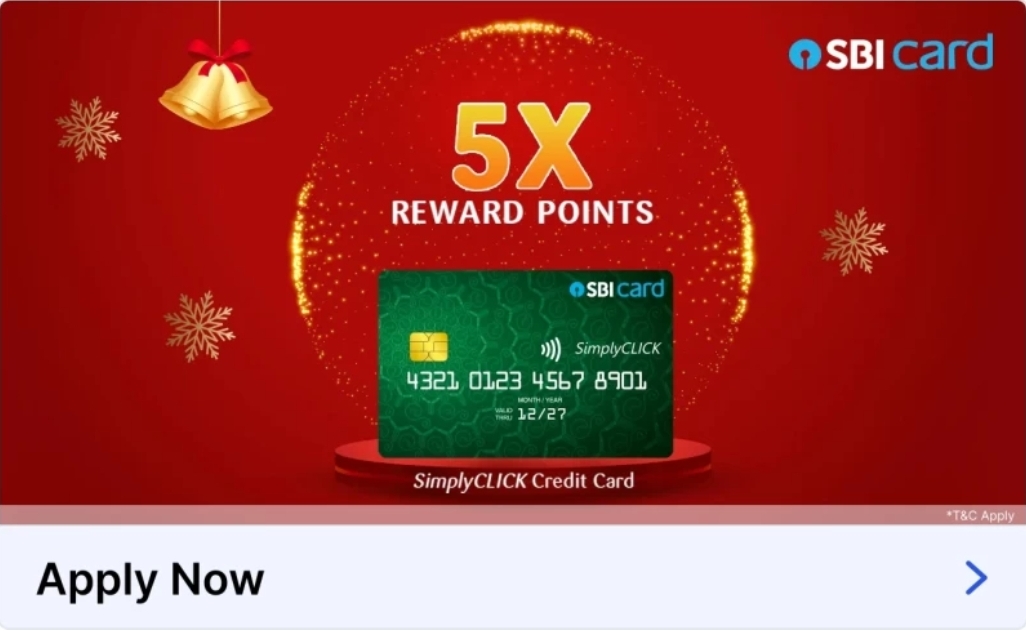 SBI card
5X
REWARD POINTS
SBI card
SimplyCLICK
4321 0123 4567 8901
MONTH/YEAR
VALID THRU 12/27
SimplyCLICK Credit Card
*T&C Apply
Apply Now